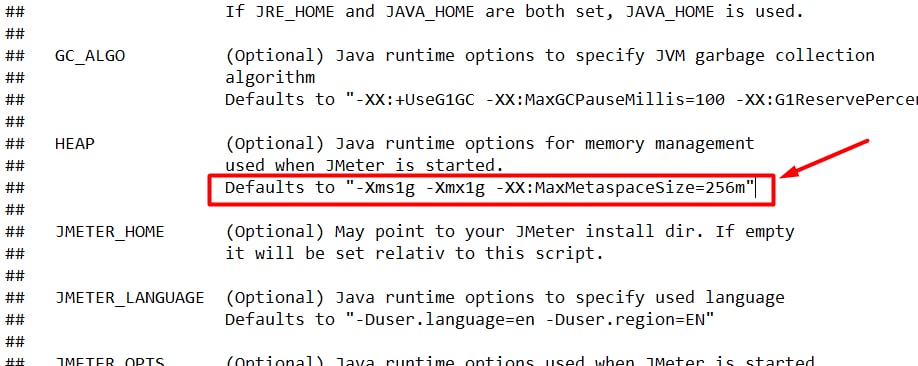 ## If JRE_HOME and JAVA_HOME are both set, JAVA_HOME is used.
##
## GC_ALGO (Optional) Java runtime options to specify JVM garbage collection
## algorithm
## Defaults to "-XX:+UseG1GC -XX:MaxGCPauseMillis=100 -XX:G1ReservePercen
##
## HEAP (Optional) Java runtime options for memory management
## used when JMeter is started.
## Defaults to "-Xms1g -Xmx1g -XX:MaxMetaspaceSize=256m"
##
## JMETER_HOME (Optional) May point to your JMeter install dir. If empty
## it will be set relativ to this script.
##
## JMETER_LANGUAGE (Optional) Java runtime options to specify used language
## Defaults to "-Duser.language=en -Duser.region=EN"
##
## JMETER_OPTS (Optional) Java runtime options used when JMeter is started